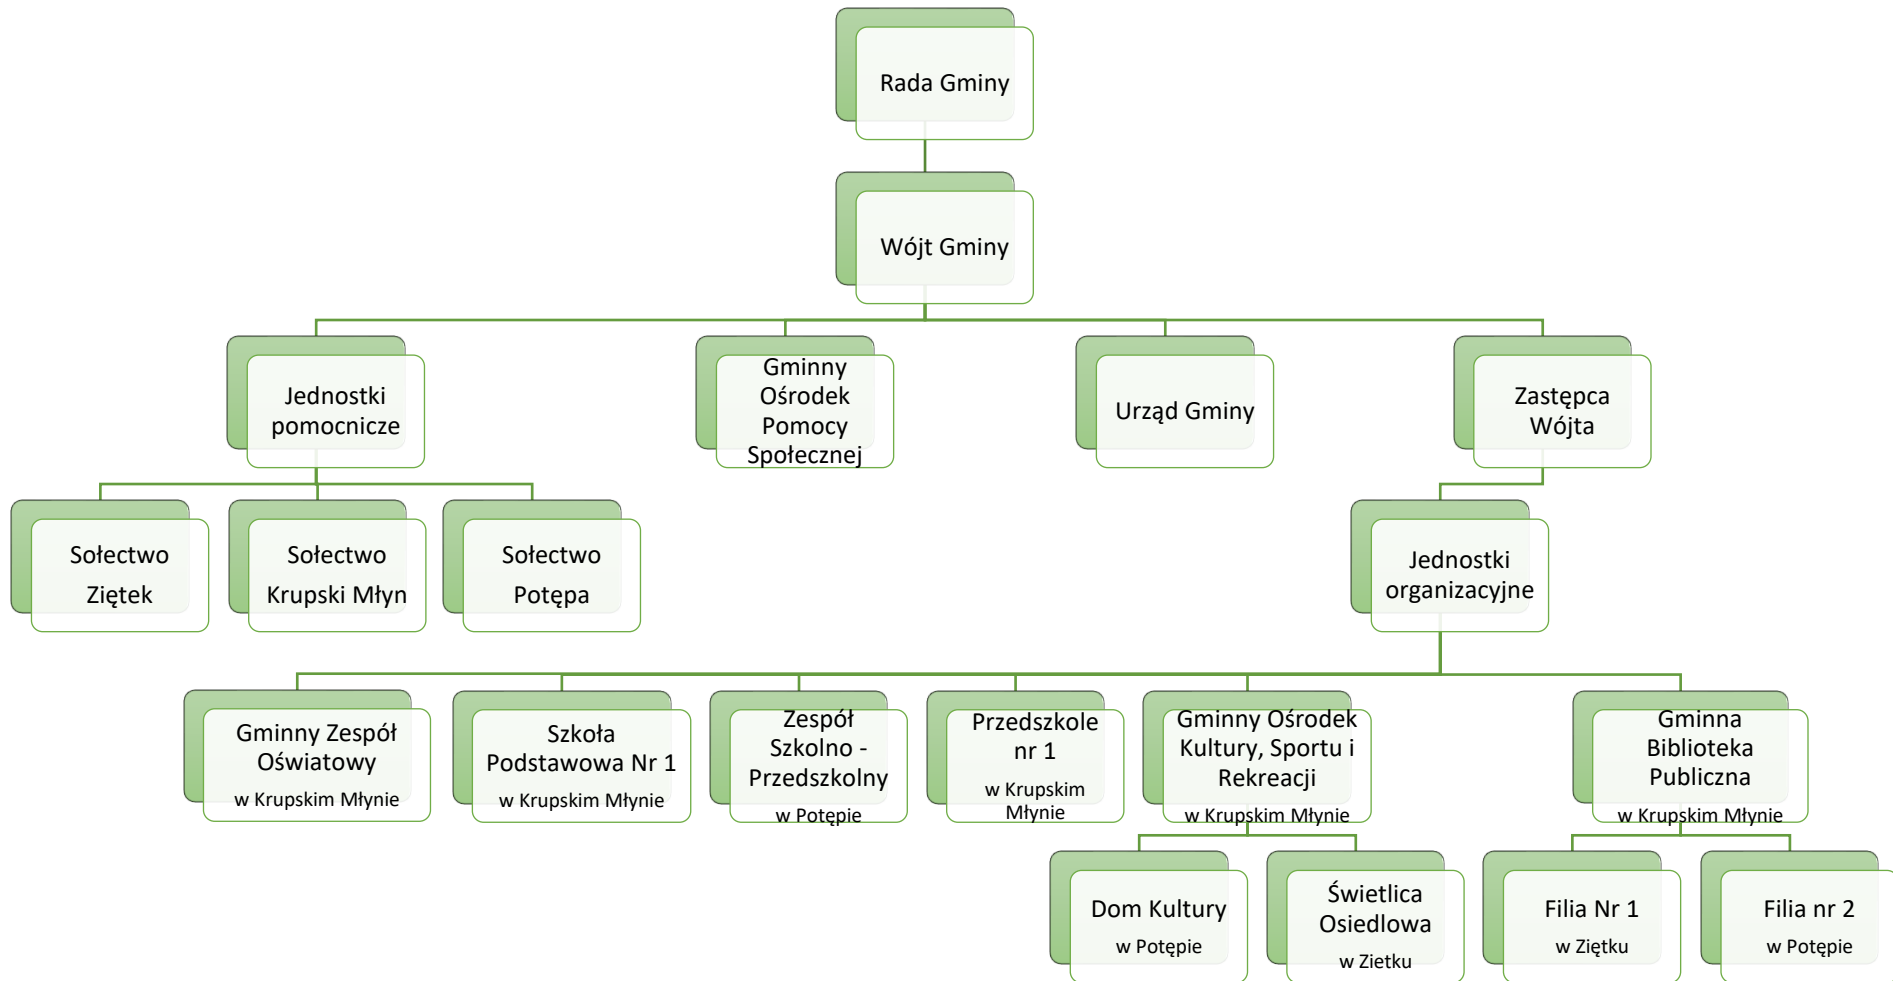 Rada Gminy
Wójt Gminy
Jednostki
pomocnicze
Gminny
Ośrodek
Pomocy
Społecznej
Urząd Gminy
Zastępca
Wójta
Sołectwo
Ziętek
Sołectwo
Krupski Młyn
Sołectwo
Potępa
Jednostki
organizacyjne
Gminny Zespół
Oświatowy
w Krupskim Młynie
Szkoła
Podstawowa Nr 1
w Krupskim Młynie
Zespół
Szkolno -
Przedszkolny
w Potępie
Przedszkole
nr 1
w Krupskim
Młynie
Gminny Ośrodek
Kultury, Sportu i
Rekreacji
w Krupskim Młynie
Gminna
Biblioteka
Publiczna
w Krupskim Młynie
Dom Kultury
w Potępie
Świetlica
Osiedlowa
w Zietku
Filia Nr 1
w Ziętku
Filia nr 2
w Potępie